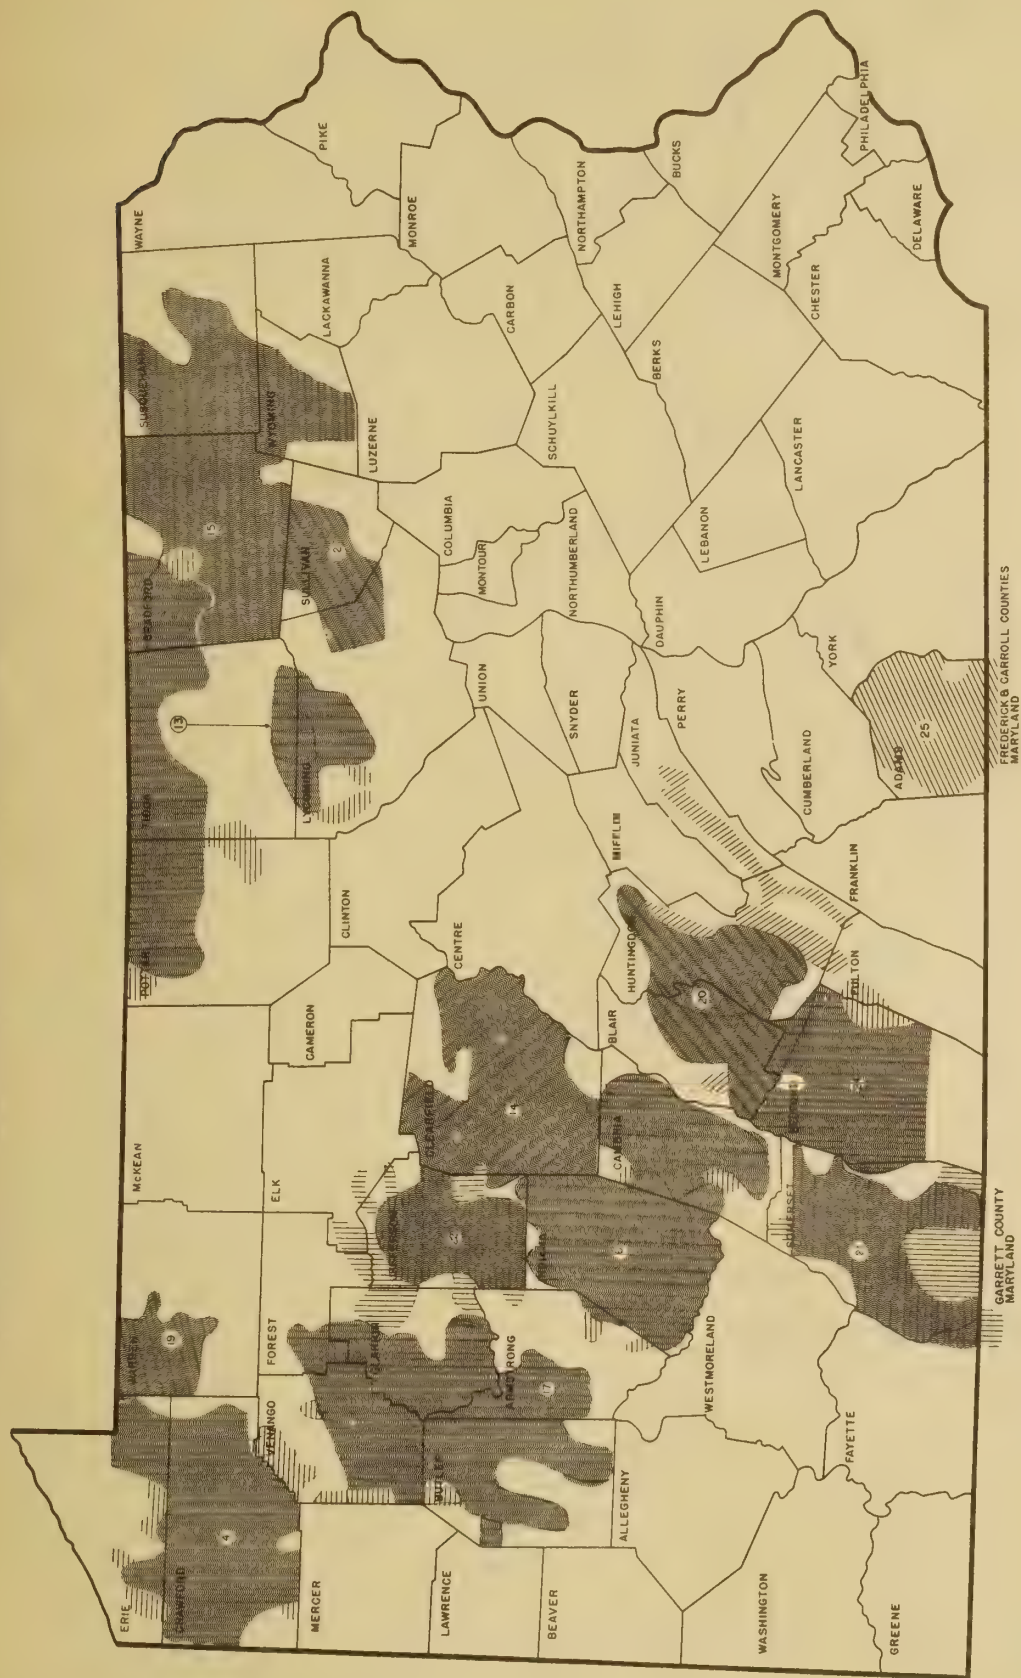 ERIE
CRAWFORD
MERCER
LAWRENCE
BEAVER
WASHINGTON
GREENE
4
VENANGO
BUTLER
ALLEGHENY
FAYETTE
WARREN
19
FOREST
CLARION
ARMSTRONG
17
WESTMORELAND
McKEAN
ELK
JEFFERSON
INDIANA
SOMERSET
21
CAMERON
CLEARFIELD
14
CAMBRIA
BLAIR
BEDFORD
POTTER
CLINTON
CENTRE
HUNTINGDON
20
FULTON
TIOGA
13
LYCOMING
MIFFLIN
JUNIATA
FRANKLIN
UNION
SNYDER
PERRY
CUMBERLAND
ADAMS
25
YORK
BRADFORD
15
SULLIVAN
2
COLUMBIA
MONTOUR
NORTHUMBERLAND
DAUPHIN
LEBANON
LANCASTER
SUSQUEHANNA
WYOMING
LUZERNE
SCHUYLKILL
BERKS
LACKAWANNA
CARBON
LEHIGH
CHESTER
WAYNE
PIKE
MONROE
NORTHAMPTON
BUCKS
MONTGOMERY
DELAWARE
PHILADELPHIA
GARRETT COUNTY
MARYLAND
FREDERICK & CARROLL COUNTIES
MARYLAND